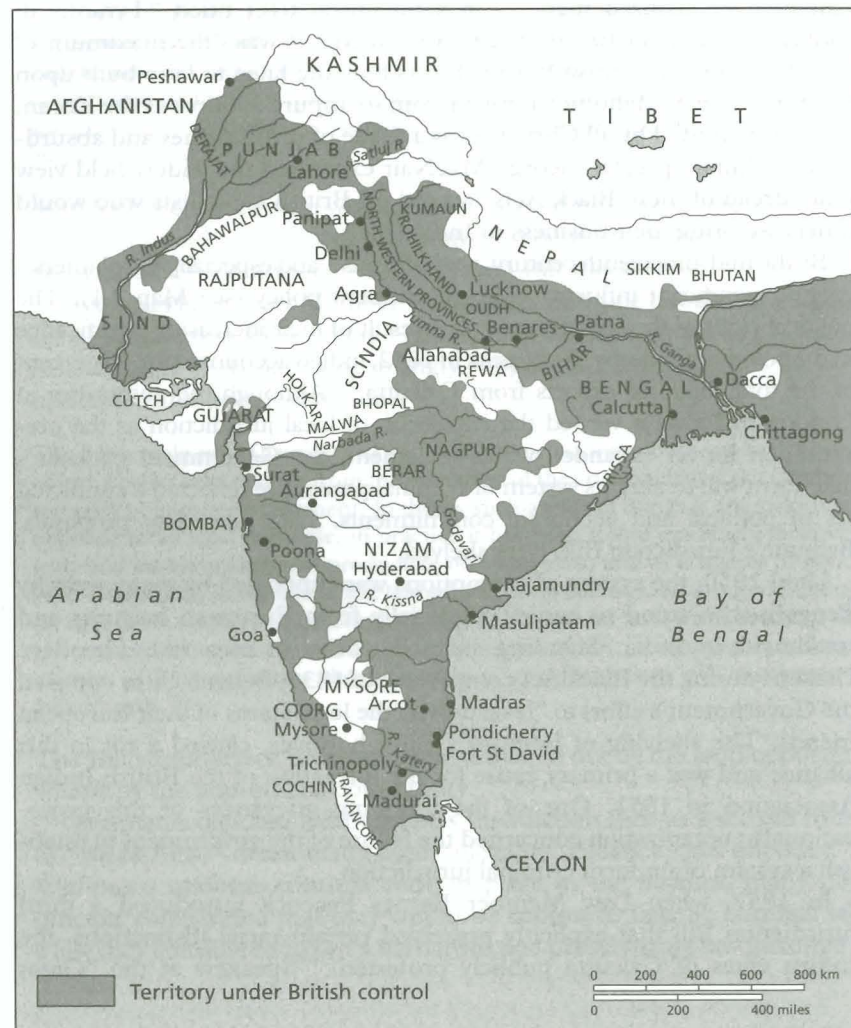 KASHMIR
Peshawar
AFGHANISTAN
TIBET
DERAJAT
PUNJAB
Lahore
Satluj R
R. Indus
BAHAWALPUR
Panipat
KUMAUN
ROHILKHAND
NORTH WESTERN PROVINCES
NEPAL
Delhi
RAJPUTANA
SIKKIM
BHUTAN
Agra
Lucknow
OUDH
SIND
Jumna R.
Benares
Patna
R. Ganga
Allahabad
REWA
BIHAR
SCINDIA
HOLKAR
BENGAL
Dacca
CUTCH
GUJARAT
MALWA
BHOPAL
Calcutta
Chittagong
Narbada R.
NAGPUR
Surat
BERAR
ORISSA
Aurangabad
Godavari
BOMBAY
Poona
NIZAM
Hyderabad
R. Kissna
Rajamundry
Masulipatam
Arabian
Sea
Bay of
Bengal
Goa
MYSORE
Arcot
Madras
COORG
Mysore
Pondicherry
Fort St David
R. Katery
Trichinopoly
COCHIN
Madurai
TRAVANCORE
CEYLON
0 200 400 600 800 km
0 200 400 miles
Territory under British control